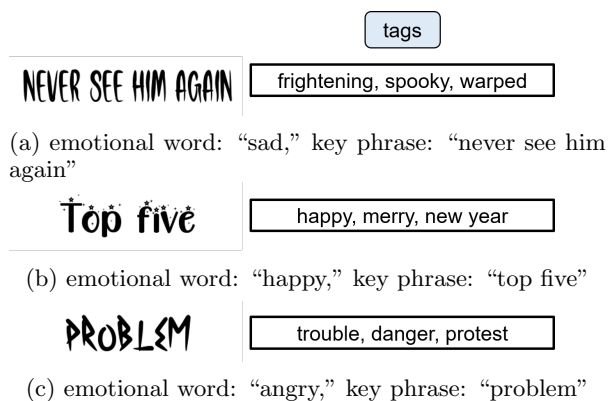 tags
NEVER SEE HIM AGAIN
frightening, spooky, warped
(a) emotional word: “sad,” key phrase: “never see him
again”
Top five
happy, merry, new year
(b) emotional word: “happy,” key phrase: “top five”
PROBLEM
trouble, danger, protest
(c) emotional word: “angry,” key phrase: “problem”